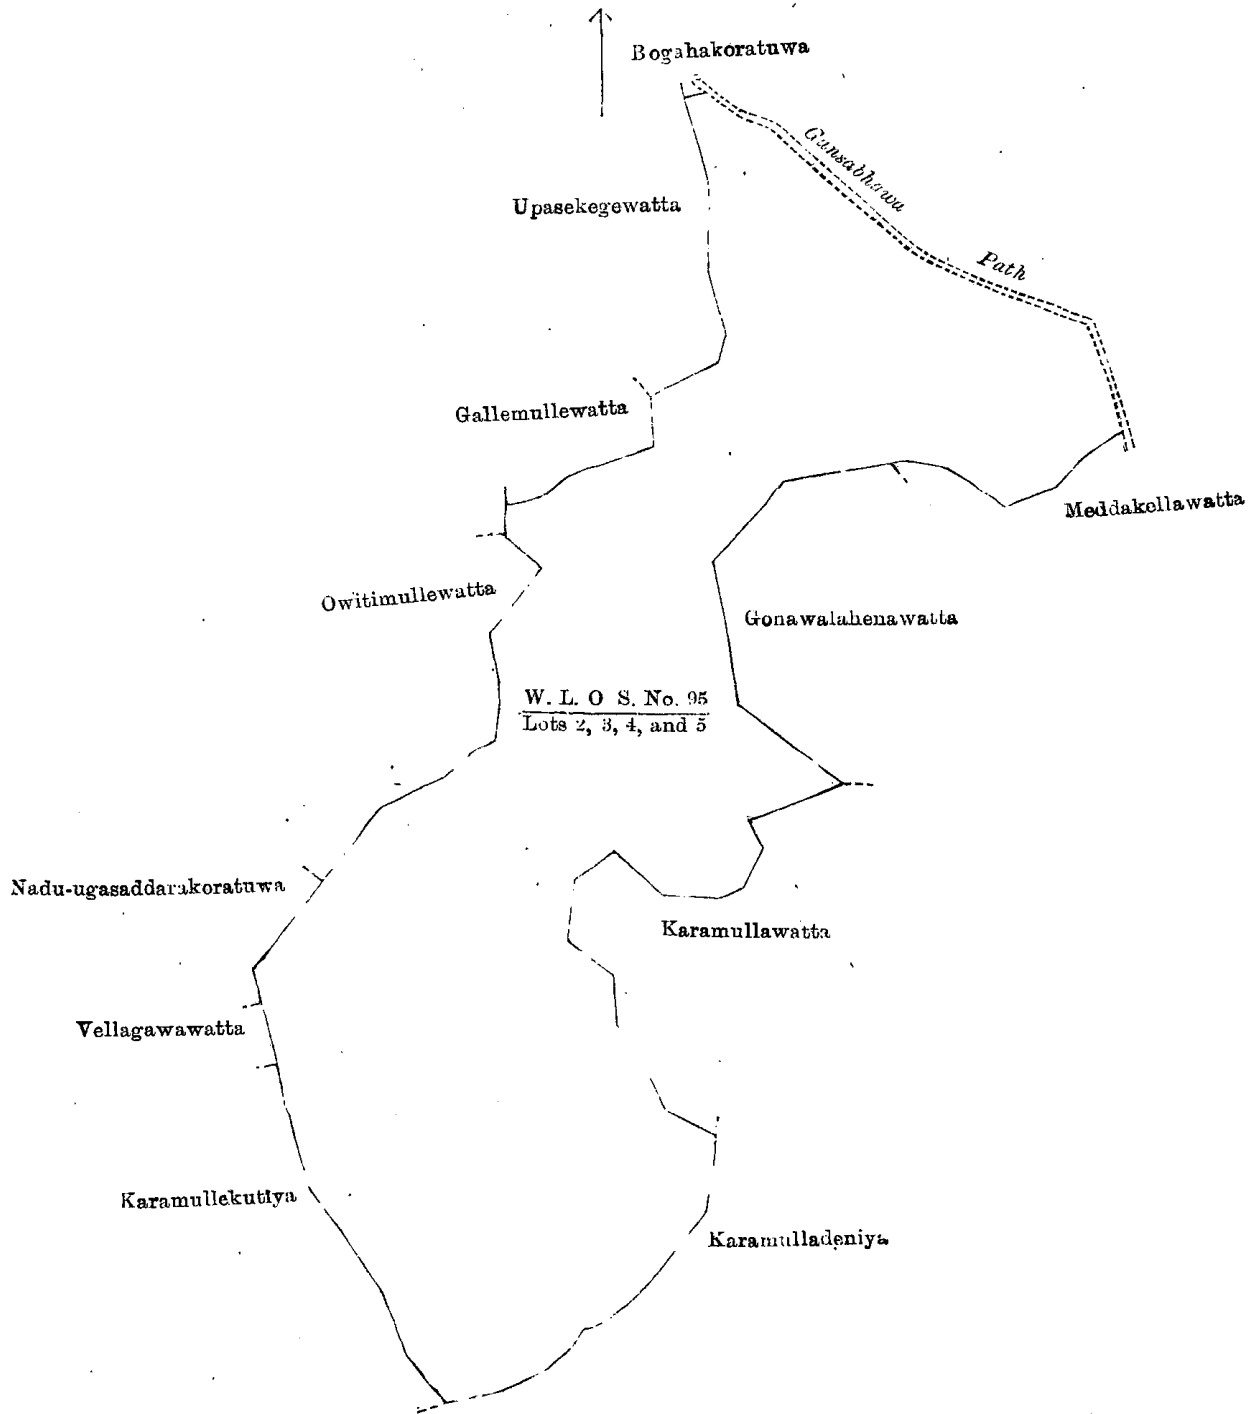 Bogahakoratuwa
Gansabhawu Path
Upasekegewatta
Gallemullewatta
Meddakellawatta
Owitimullewatta
Gonawalahenawatta
W. L. O S. No. 95
Lots 2, 3, 4, and 5
Nadu-ugasaddarakoratuwa
Karamullawatta
Vellagawawatta
Karamullekutiya
Karamulladeniya